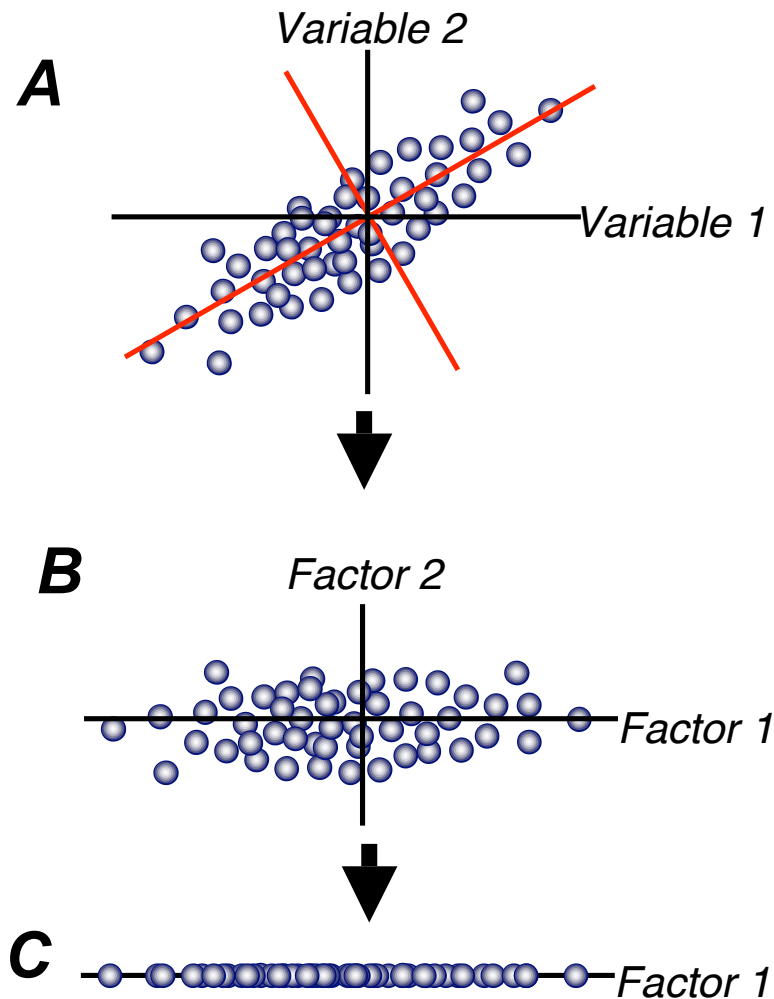 Variable 2
A
Variable 1
B
Factor 2
Factor 1
C
Factor 1